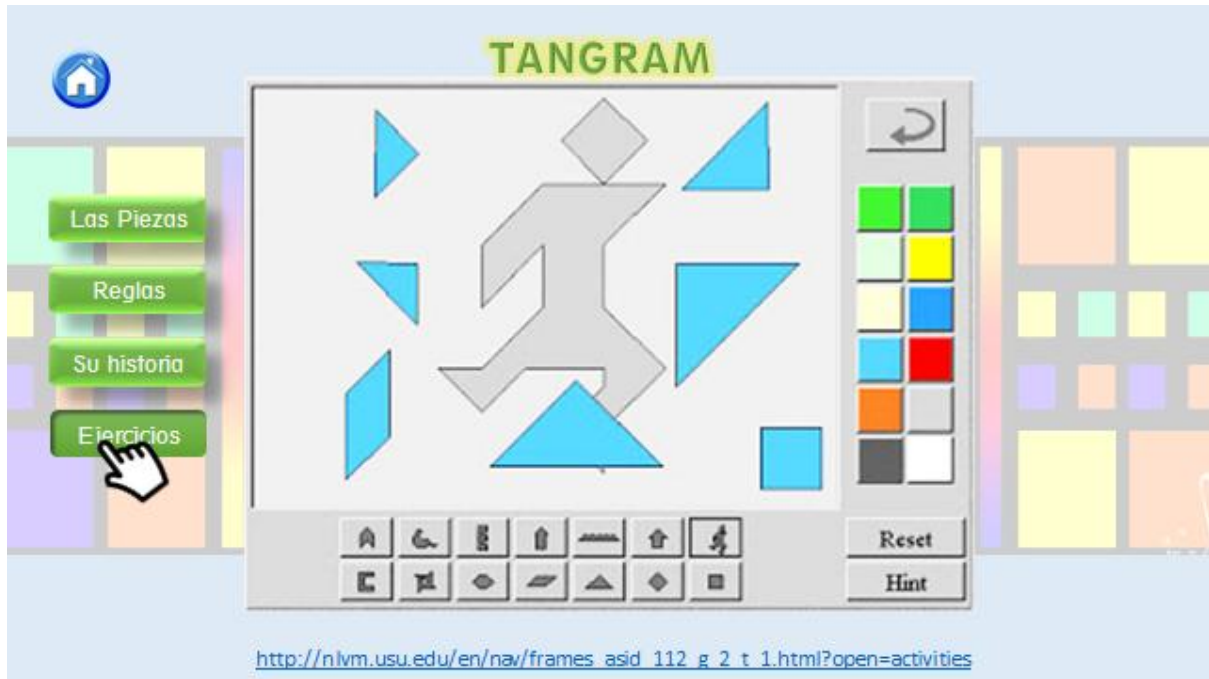 TANGRAM
Las Piezas
Reglas
Su historia
Ejercicios
Reset
Hint
http://nlvm.usu.edu/en/nav/frames_asid_112_g_2_t_1.html?open=activities